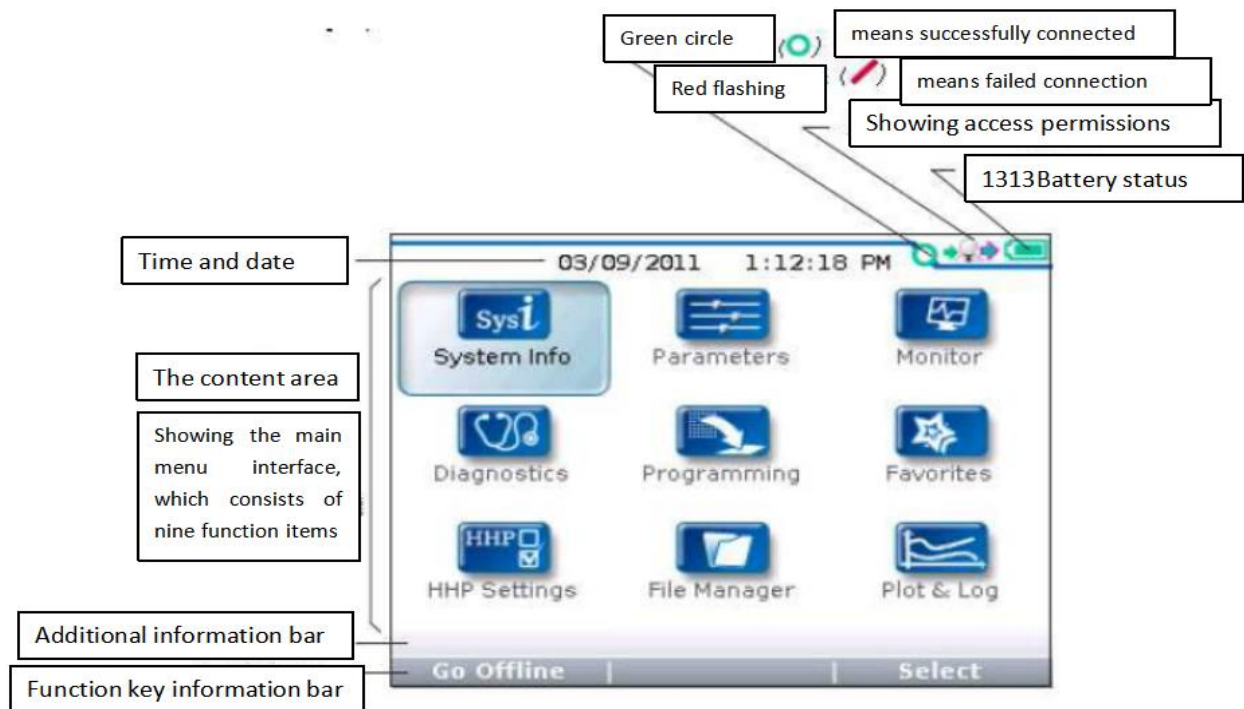 Green circle
(O)
means successfully connected
Red flashing
means failed connection
Showing access permissions
1313Battery status
Time and date
03/09/2011 1:12:18 PM
Sysi
System Info
Parameters
Monitor
The content area
Showing the main
menu interface,
which consists of
nine function items
Diagnostics
Programming
Favorites
HHP
HHP Settings
File Manager
Plot & Log
Additional information bar
Function key information bar
Go Offline
Select